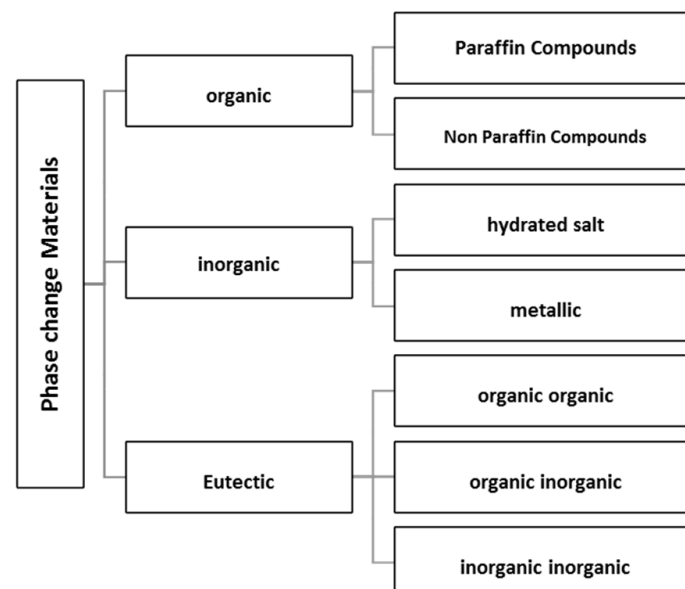 Phase change Materials
organic
Paraffin Compounds
Non Paraffin Compounds
inorganic
hydrated salt
metallic
Eutectic
organic organic
organic inorganic
inorganic inorganic